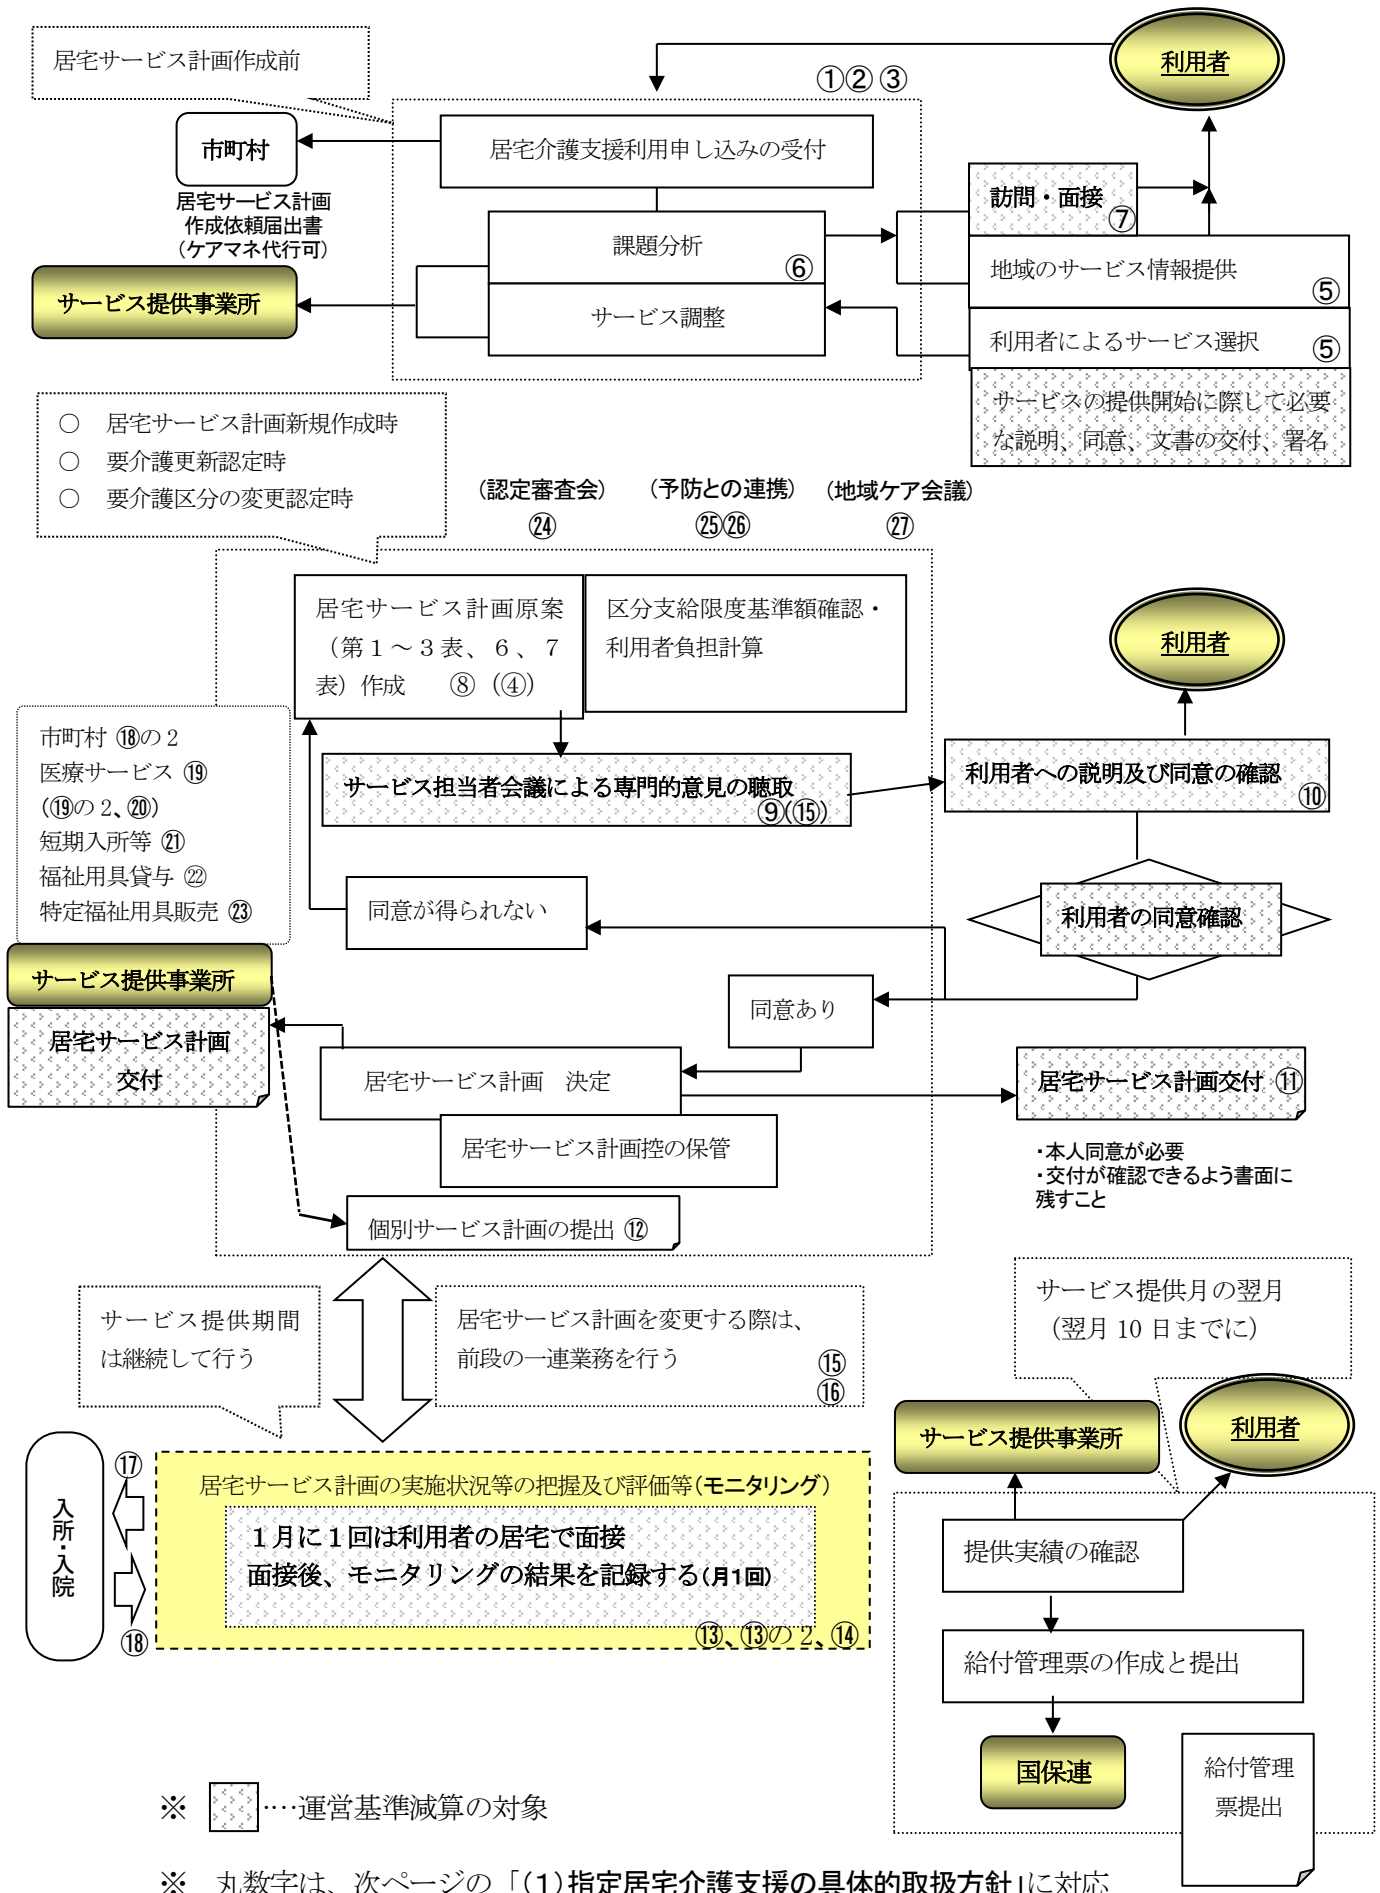 居宅サービス計画作成前
利用者
①② ③
市町村
居宅介護支援利用申し込みの受付
居宅サービス計画
作成依頼届出書
（ケアマネ代行可）
訪問・面接
⑦
課題分析
⑥
地域のサービス情報提供
⑤
サービス提供事業所
サービス調整
利用者によるサービス選択
⑤
サービスの提供開始に際して必要
な説明、同意、文書の交付、署名
○ 居宅サービス計画新規作成時
○ 要介護更新認定時
○ 要介護区分の変更認定時
（認定審査会） （予防との連携） （地域ケア会議）
㉔ ㉕㉖ ㉗
居宅サービス計画原案
（第１～３表、６、７
表）作成 ⑧（④）
区分支給限度基準額確認・
利用者負担計算
利用者
市町村 ⑱の２
医療サービス ⑲
（⑲の２、⑳）
短期入所等 ㉑
福祉用具貸与 ㉒
特定福祉用具販売 ㉓
サービス担当者会議による専門的意見の聴取
⑨(⑮)
利用者への説明及び同意の確認
⑩
同意が得られない
利用者の同意確認
サービス提供事業所
同意あり
居宅サービス計画
交付
居宅サービス計画　決定
居宅サービス計画交付 ⑪
居宅サービス計画控の保管
・本人同意が必要
・交付が確認できるよう書面に
残すこと
個別サービス計画の提出 ⑫
サービス提供期間
は継続して行う
居宅サービス計画を変更する際は、
前段の一連業務を行う ⑮
⑯
サービス提供月の翌月
（翌月 10 日までに）
サービス提供事業所
利用者
入所・入院
⑰
⑱
居宅サービス計画の実施状況等の把握及び評価等(モニタリング)
１月に１回は利用者の居宅で面接
面接後、モニタリングの結果を記録する(月1回)
⑬、⑬の２、⑭
提供実績の確認
給付管理票の作成と提出
国保連
給付管理
票提出
※ ‥‥運営基準減算の対象
※ 丸数字は、次ページの「(1)指定居宅介護支援の具体的取扱方針」に対応